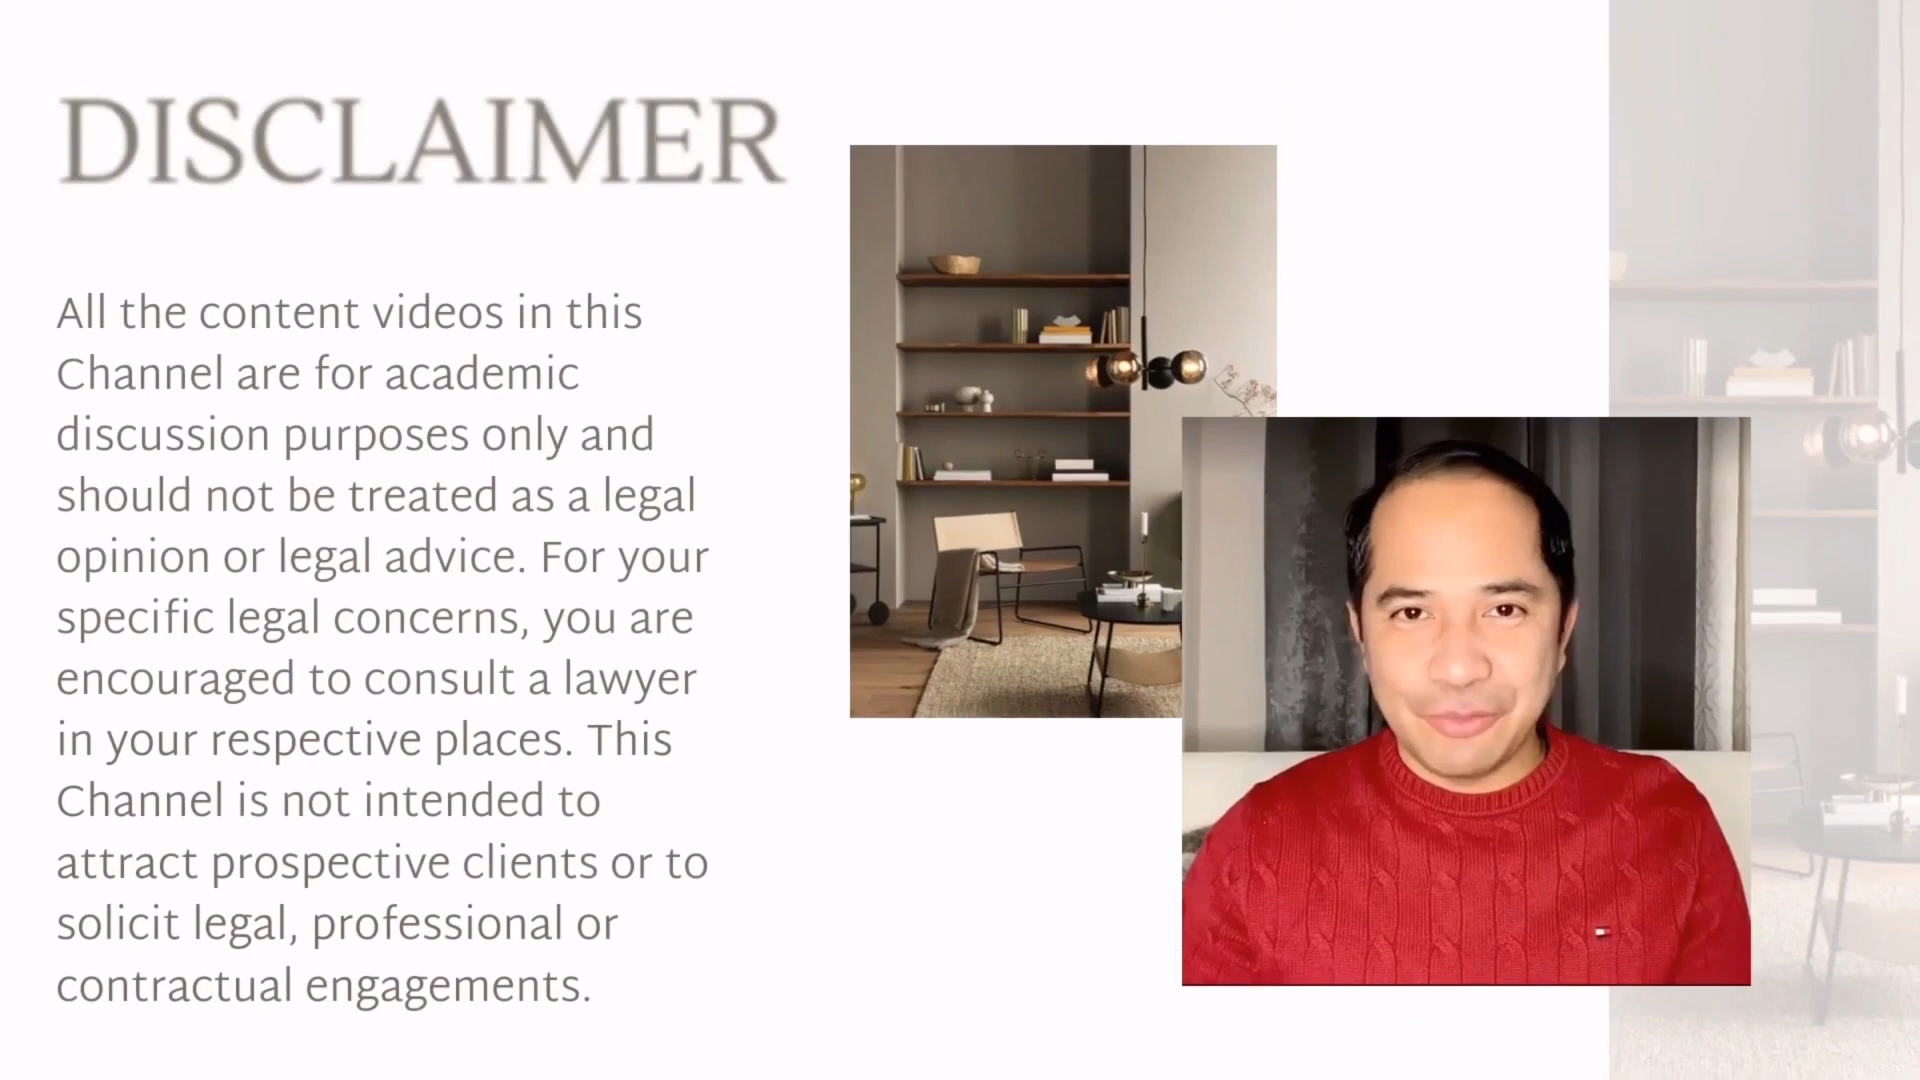 DISCLAIMER
All the content videos in this
Channel are for academic
discussion purposes only and
should not be treated as a legal
opinion or legal advice. For your
specific legal concerns, you are
encouraged to consult a lawyer
in your respective places. This
Channel is not intended to
attract prospective clients or to
solicit legal, professional or
contractual engagements.